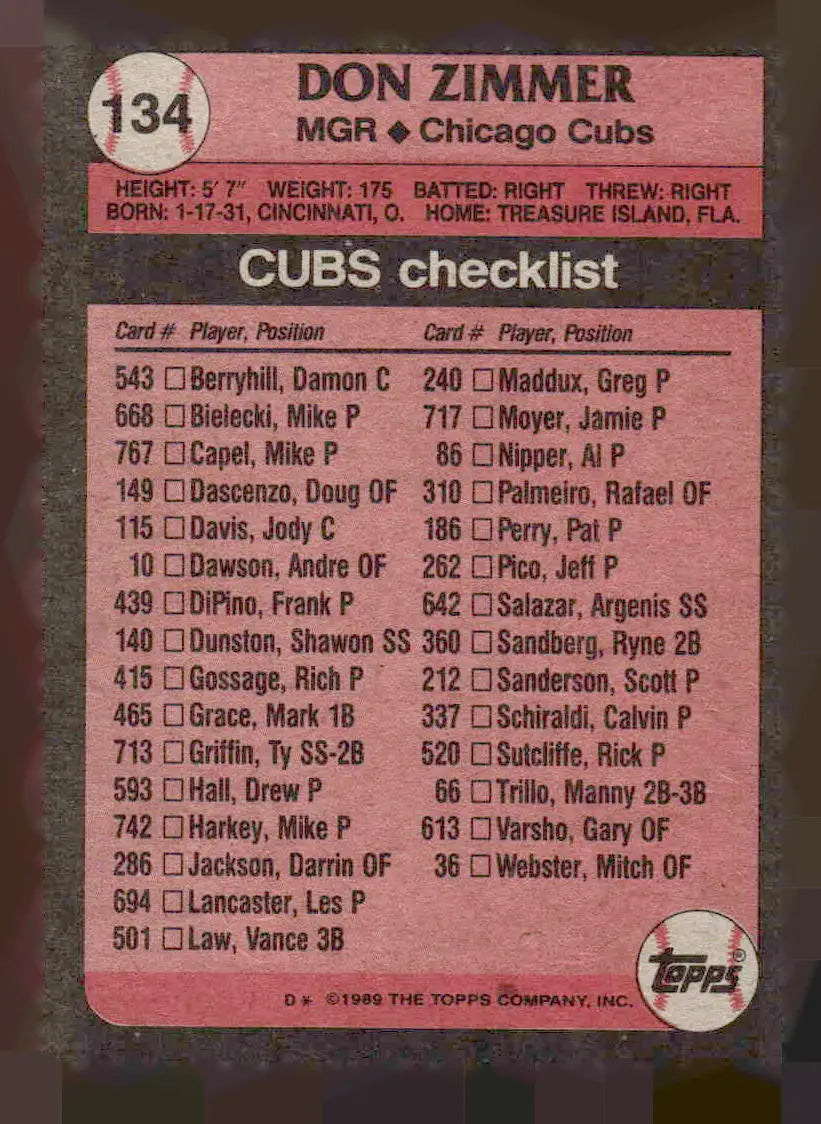 134
DON ZIMMER
MGR ◆ Chicago Cubs
HEIGHT: 5' 7" WEIGHT: 175 BATTED: RIGHT THREW: RIGHT
BORN: 1-17-31, CINCINNATI, O. HOME: TREASURE ISLAND, FLA.
CUBS checklist
Card # Player, Position
543 ☐ Berryhill, Damon C
668 ☐ Bielecki, Mike P
767 ☐ Capel, Mike P
149 ☐ Dascenzo, Doug OF
115 ☐ Davis, Jody C
10 ☐ Dawson, Andre OF
439 ☐ DiPino, Frank P
140 ☐ Dunston, Shawon SS
415 ☐ Gossage, Rich P
465 ☐ Grace, Mark 1B
713 ☐ Griffin, Ty SS-2B
593 ☐ Hall, Drew P
742 ☐ Harkey, Mike P
286 ☐ Jackson, Darrin OF
694 ☐ Lancaster, Les P
501 ☐ Law, Vance 3B
Card # Player, Position
240 ☐ Maddux, Greg P
717 ☐ Moyer, Jamie P
86 ☐ Nipper, Al P
310 ☐ Palmeiro, Rafael OF
186 ☐ Perry, Pat P
262 ☐ Pico, Jeff P
642 ☐ Salazar, Argenis SS
360 ☐ Sandberg, Ryne 2B
212 ☐ Sanderson, Scott P
337 ☐ Schiraldi, Calvin P
520 ☐ Sutcliffe, Rick P
66 ☐ Trillo, Manny 2B-3B
613 ☐ Varsho, Gary OF
36 ☐ Webster, Mitch OF
topps®
D * ©1989 THE TOPPS COMPANY, INC.